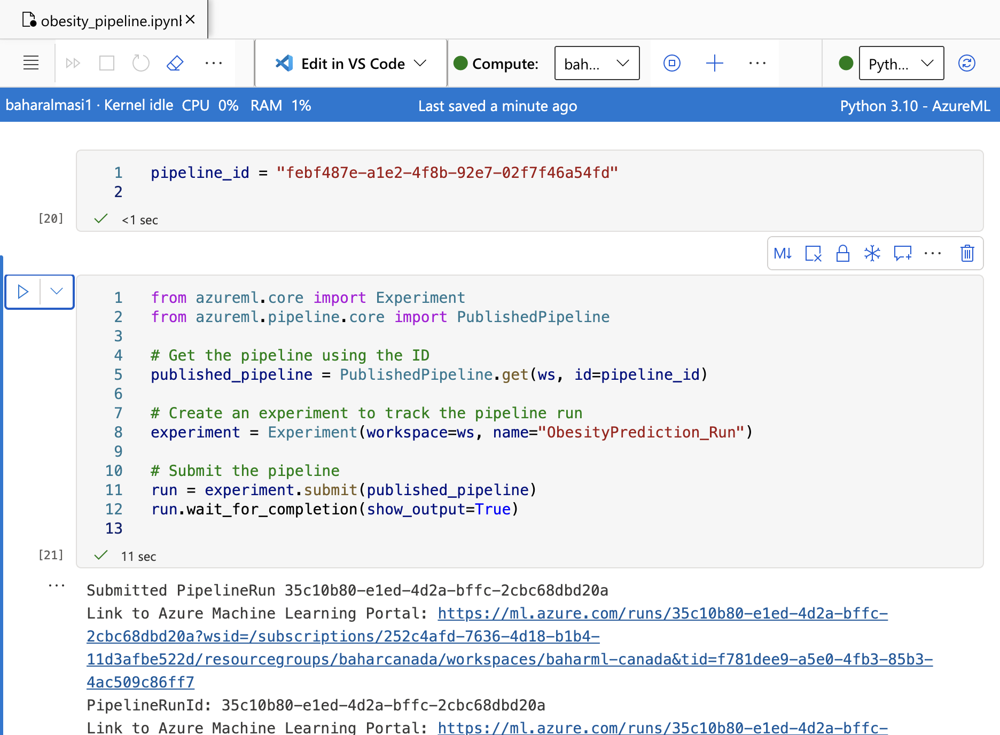 obesity_pipeline.ipynb
Edit in VS Code
Compute:
bah...
Pyth...
baharalmasi1 · Kernel idle CPU 0% RAM 1%
Last saved a minute ago
Python 3.10 - AzureML
1 pipeline_id = "febf487e-a1e2-4f8b-92e7-02f7f46a54fd"
2
[20]
<1 sec
M↓
1 from azureml.core import Experiment
2 from azureml.pipeline.core import PublishedPipeline
3
4 # Get the pipeline using the ID
5 published_pipeline = PublishedPipeline.get(ws, id=pipeline_id)
6
7 # Create an experiment to track the pipeline run
8 experiment = Experiment(workspace=ws, name="ObesityPrediction_Run")
9
10 # Submit the pipeline
11 run = experiment.submit(published_pipeline)
12 run.wait_for_completion(show_output=True)
13
[21]
11 sec
Submitted PipelineRun 35c10b80-e1ed-4d2a-bffc-2cbc68dbd20a
Link to Azure Machine Learning Portal: https://ml.azure.com/runs/35c10b80-e1ed-4d2a-bffc-
2cbc68dbd20a?wsid=/subscriptions/252c4afd-7636-4d18-b1b4-
11d3afbe522d/resourcegroups/baharcanada/workspaces/baharml-canada&tid=f781dee9-a5e0-4fb3-85b3-
4ac509c86ff7
PipelineRunId: 35c10b80-e1ed-4d2a-bffc-2cbc68dbd20a
Link to Azure Machine Learning Portal: https://ml.azure.com/runs/35c10b80-e1ed-4d2a-bffc-